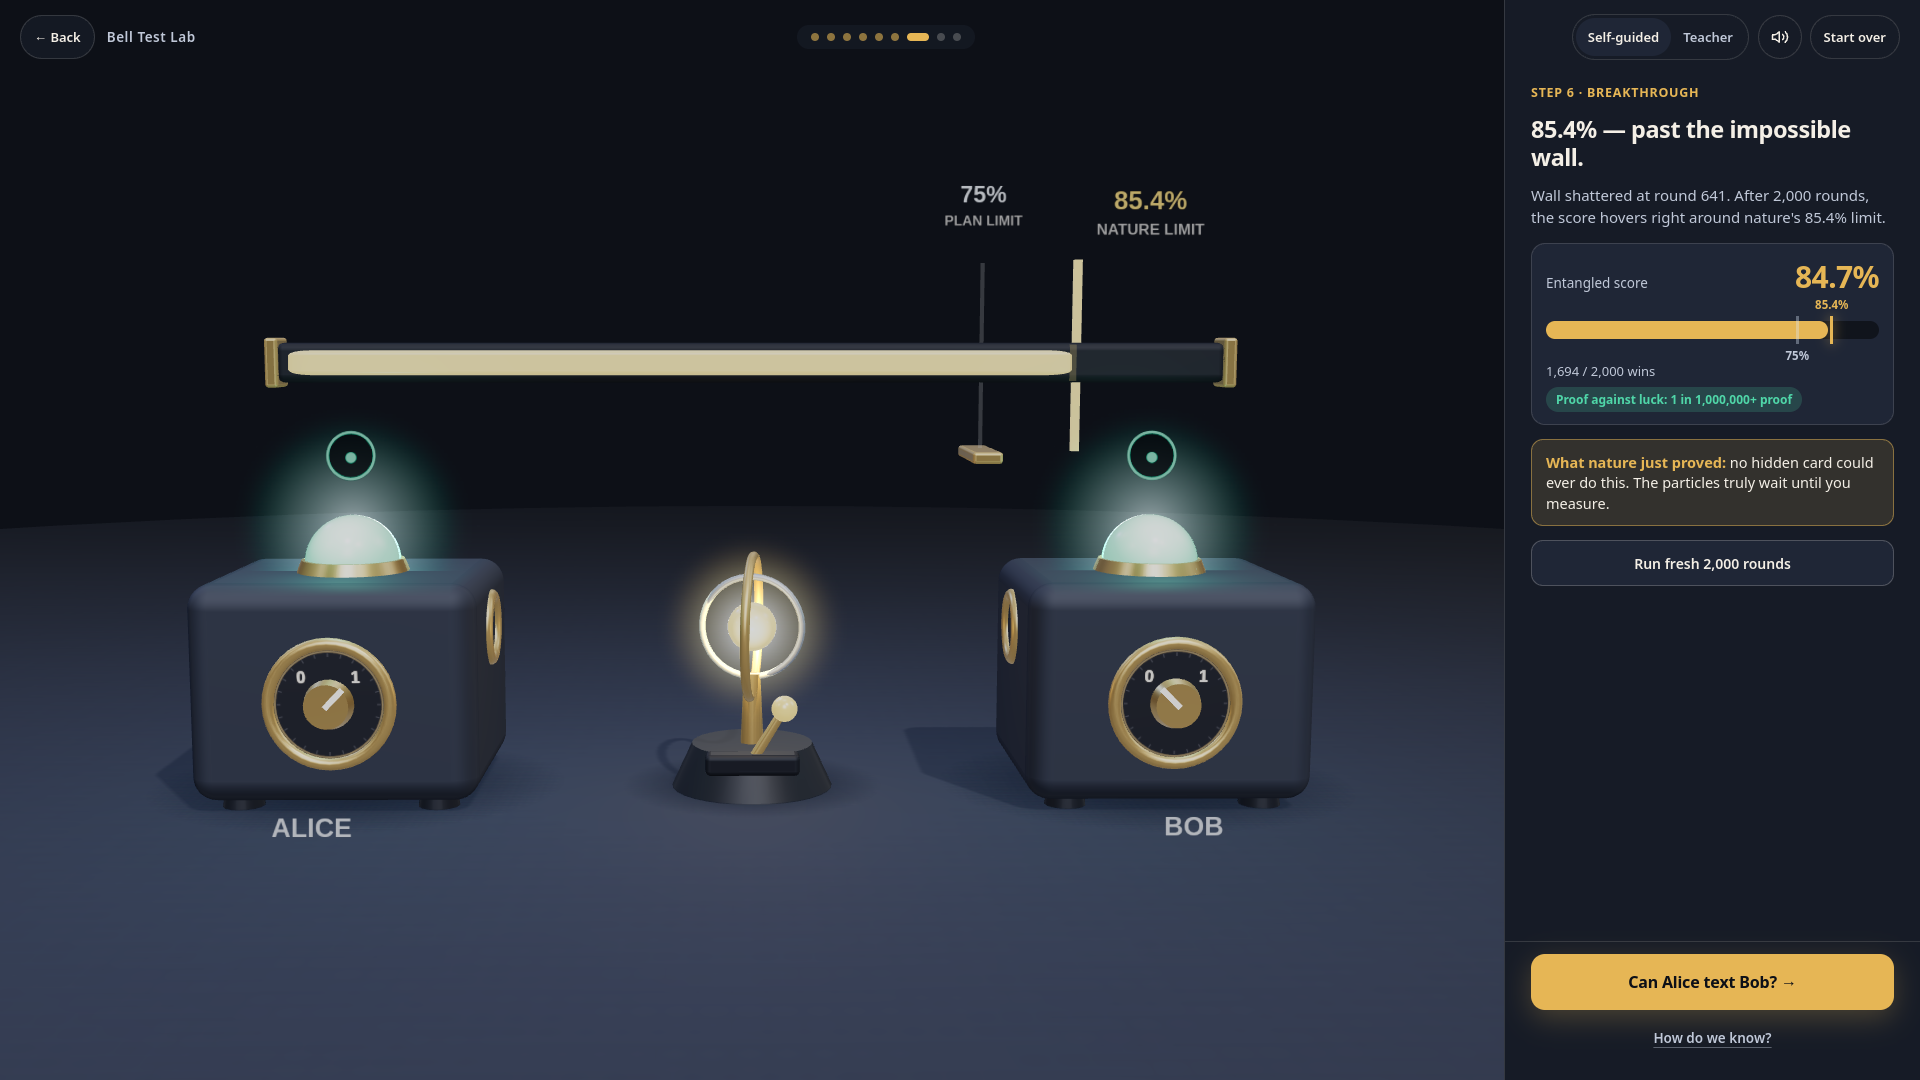 ← Back
Bell Test Lab
Self-guided
Teacher
Start over
75%
PLAN LIMIT
85.4%
NATURE LIMIT
0
1
0
1
ALICE
BOB
STEP 6 · BREAKTHROUGH
85.4% — past the impossible
wall.
Wall shattered at round 641. After 2,000 rounds,
the score hovers right around nature's 85.4% limit.
Entangled score
84.7%
85.4%
75%
1,694 / 2,000 wins
Proof against luck: 1 in 1,000,000+ proof
What nature just proved: no hidden card could
ever do this. The particles truly wait until you
measure.
Run fresh 2,000 rounds
Can Alice text Bob? →
How do we know?